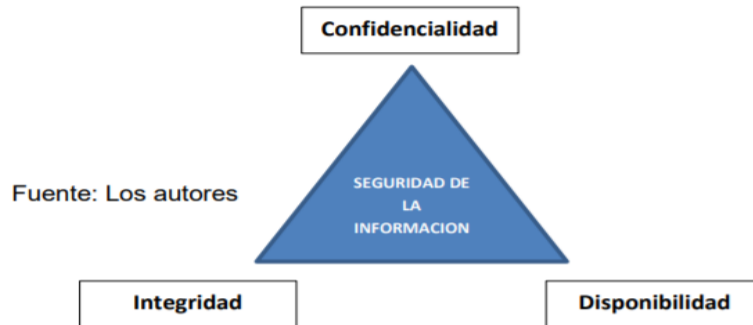 Confidencialidad
SEGURIDAD DE
LA
INFORMACION
Fuente: Los autores
Integridad
Disponibilidad